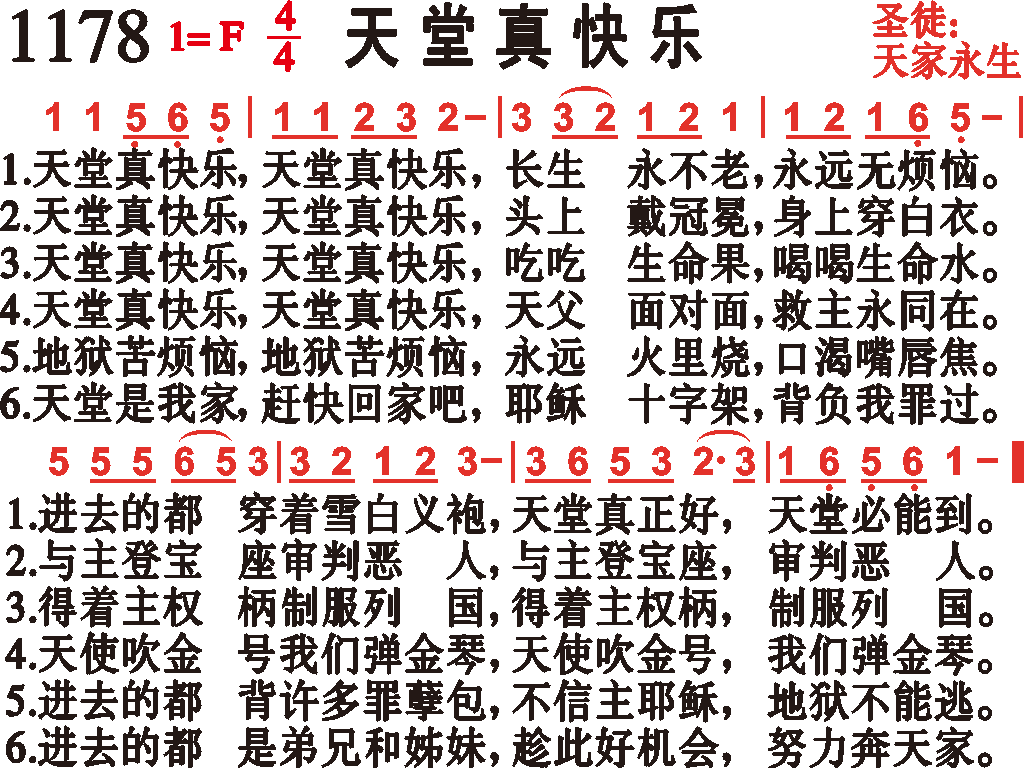 1178 1=F 4/4 天堂真快乐 圣徒:
天家永生
1 1 5 6 5 | 1 1 2 3 2 - | 3 3 2 1 2 1 | 1 2 1 6 5 - |
1.天堂真快乐,天堂真快乐,长生 永不老,永远无烦恼。
2.天堂真快乐,天堂真快乐,头上 戴冠冕,身上穿白衣。
3.天堂真快乐,天堂真快乐,吃吃 生命果,喝喝生命水。
4.天堂真快乐,天堂真快乐,天父 面对面,救主永同在。
5.地狱苦烦恼,地狱苦烦恼,永远 火里烧,口渴嘴唇焦。
6.天堂是我家,赶快回家吧,耶稣 十字架,背负我罪过。
5 5 5 6 5 3 | 3 2 1 2 3 - | 3 6 5 3 2· 3 | 1 6 5 6 1 -
1.进去的都 穿着雪白义袍,天堂真正好, 天堂必能到。
2.与主登宝 座审判恶 人,与主登宝座, 审判恶 人。
3.得着主权 柄制服列 国,得着主权柄, 制服列 国。
4.天使吹金 号我们弹金琴,天使吹金号, 我们弹金琴。
5.进去的都 背许多罪孽包,不信主耶稣, 地狱不能逃。
6.进去的都 是弟兄和姊妹,趁此好机会, 努力奔天家。